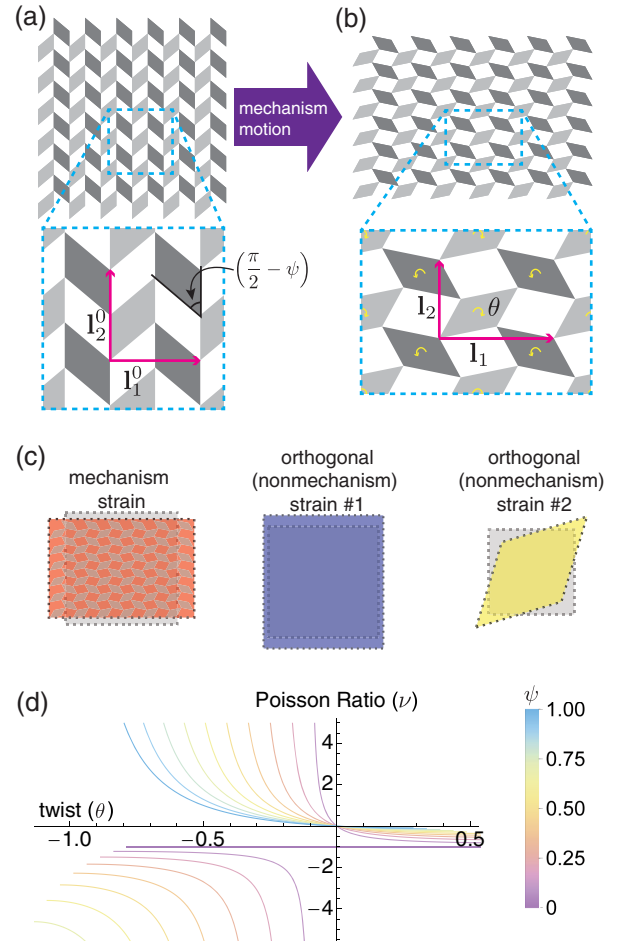 (a)
(b)
mechanism
motion
(π/2 − ψ)
l₂⁰
l₁⁰
l₂
θ
l₁
(c)
mechanism
strain
orthogonal
(nonmechanism)
strain #1
orthogonal
(nonmechanism)
strain #2
(d)
Poisson Ratio (ν)
ψ
1.00
4
0.75
2
twist (θ)
−1.0
−0.5
0.5
0.50
−2
0.25
−4
0